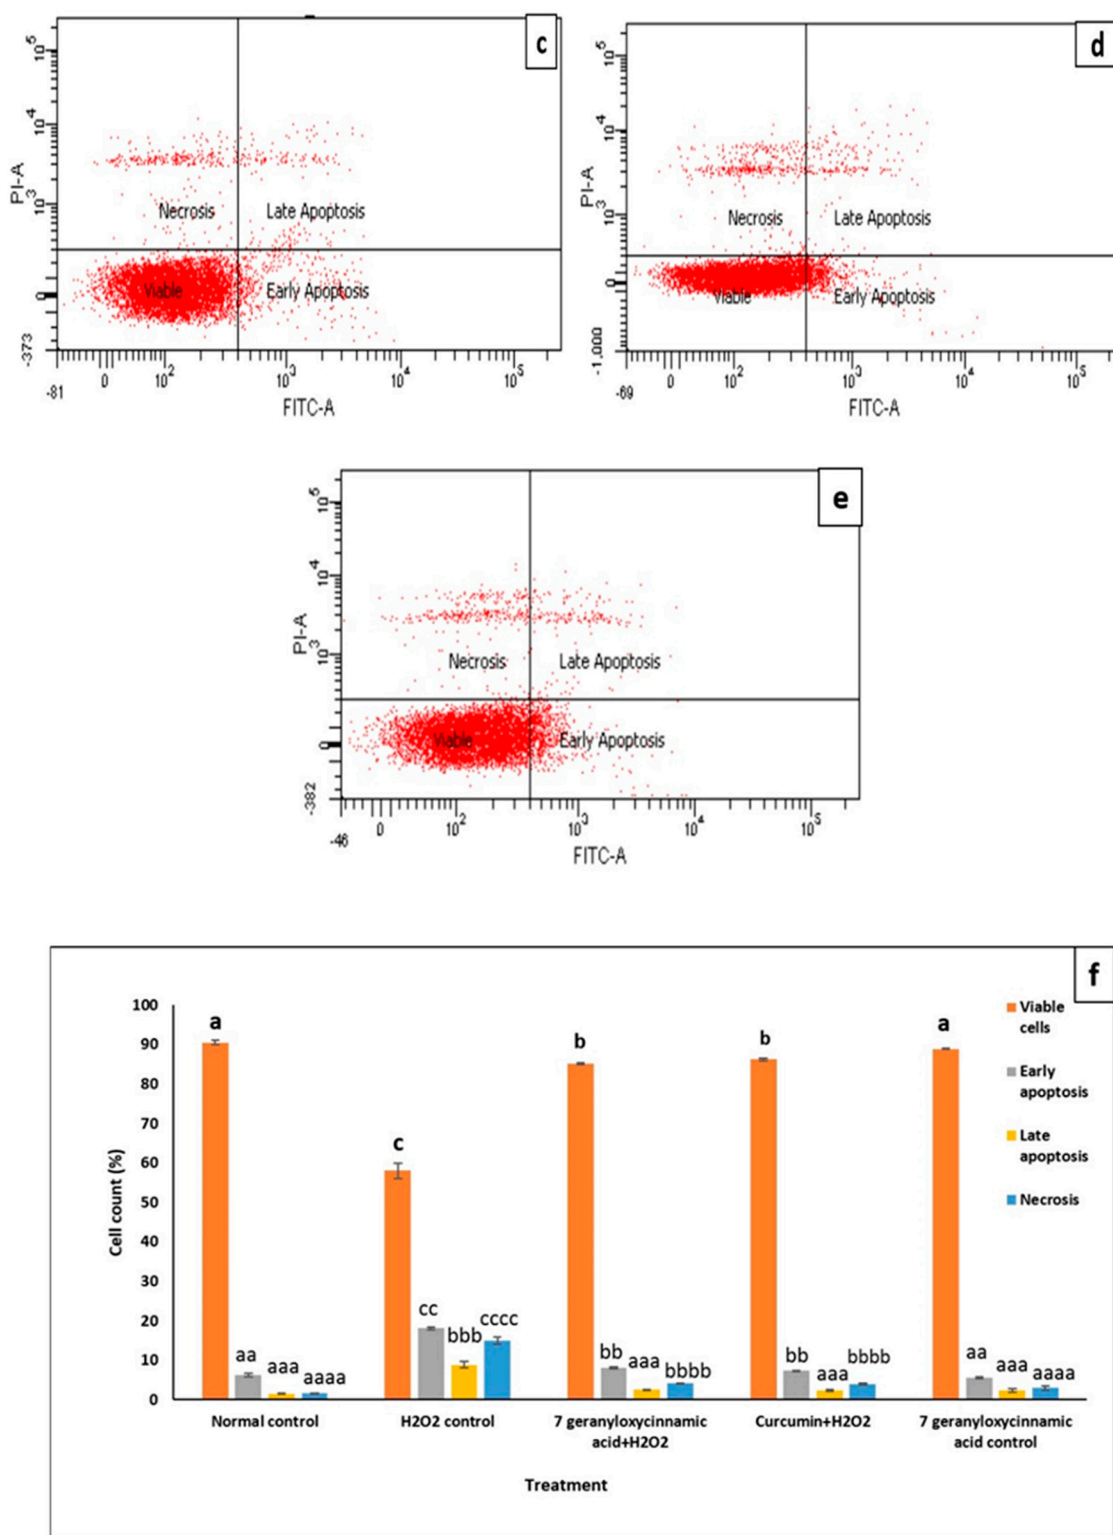 c
10^5
10^4
10^3
0
-373
PI-A
Necrosis
Late Apoptosis
Viable
Early Apoptosis
-81
0
10^2
10^3
10^4
10^5
FITC-A
d
10^5
10^4
10^3
0
-1,000
PI-A
Necrosis
Late Apoptosis
Viable
Early Apoptosis
-69
0
10^2
10^3
10^4
10^5
FITC-A
e
10^5
10^4
10^3
0
-382
PI-A
Necrosis
Late Apoptosis
Viable
Early Apoptosis
-46
0
10^2
10^3
10^4
10^5
FITC-A
f
Cell count (%)
100
90
80
70
60
50
40
30
20
10
0
a
aa
aaa
aaaa
c
cc
bbb
cccc
b
bb
aaa
bbbb
b
bb
aaa
bbbb
a
aa
aaa
aaaa
Viable
cells
Early
apoptosis
Late
apoptosis
Necrosis
Normal control
H2O2 control
7 geranyloxycinnamic
acid+H2O2
Curcumin+H2O2
7 geranyloxycinnamic
acid control
Treatment